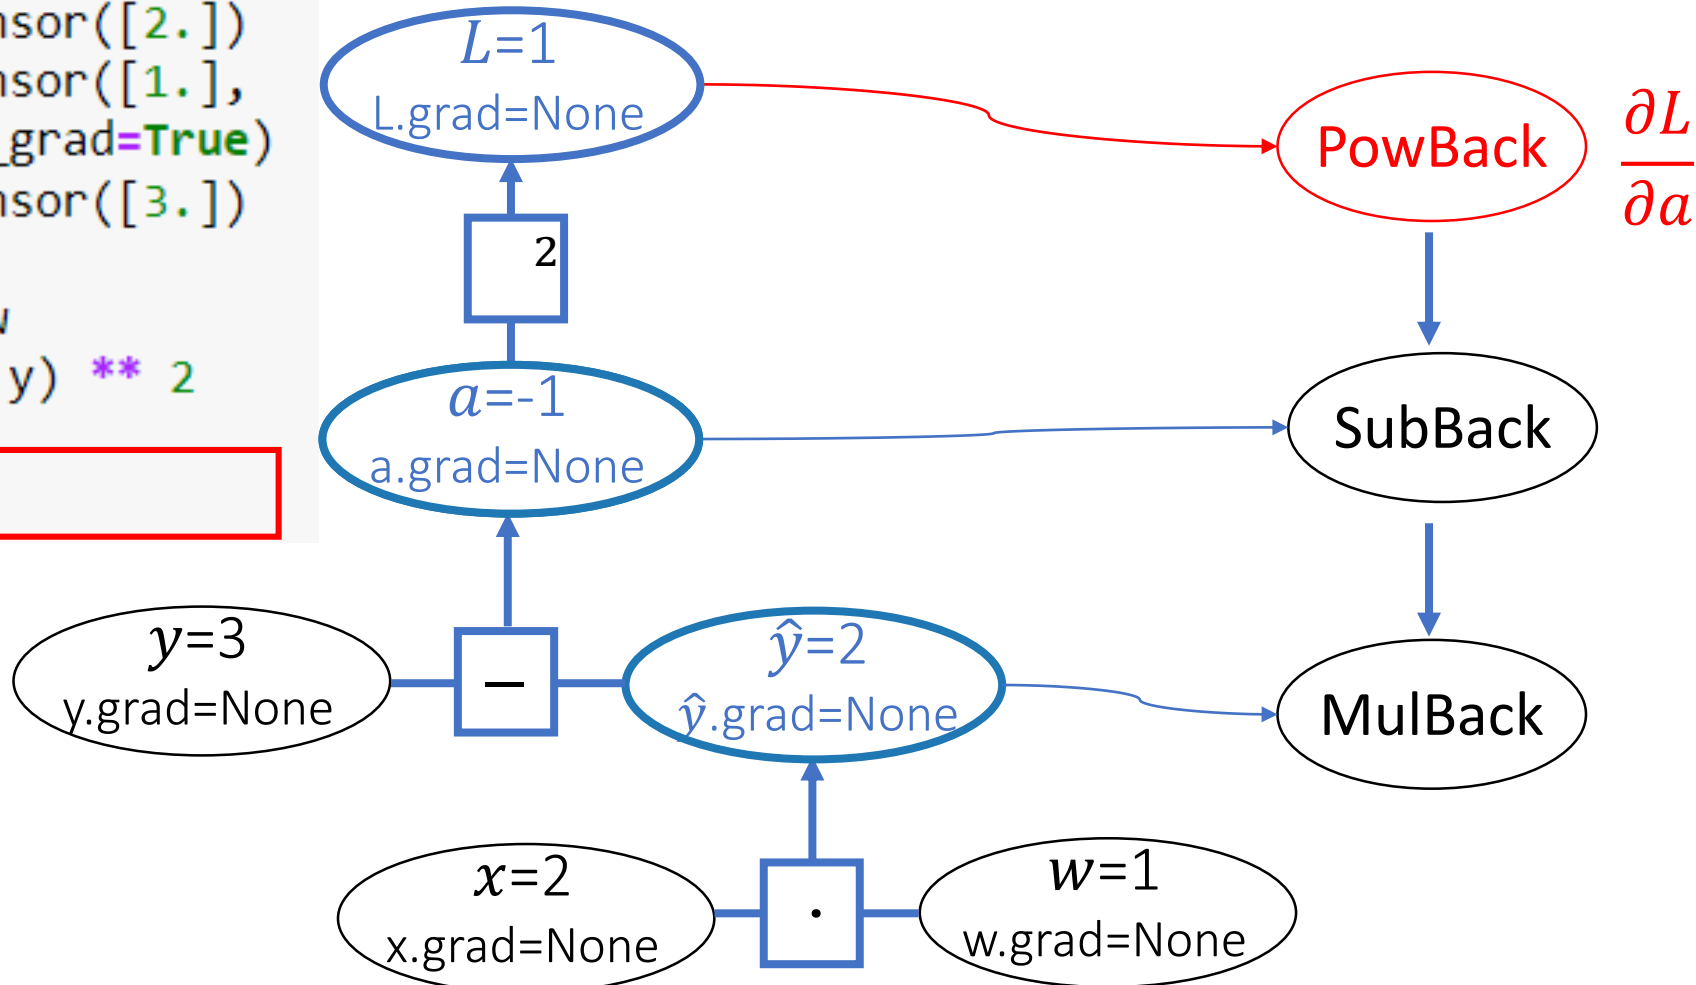 nsor([2.])
nsor([1.],
_grad=True)
nsor([3.])
y) ** 2
L=1
L.grad=None
PowBack
∂L
∂a
2
a=-1
a.grad=None
SubBack
y=3
y.grad=None
−
ŷ=2
ŷ.grad=None
MulBack
x=2
x.grad=None
·
w=1
w.grad=None